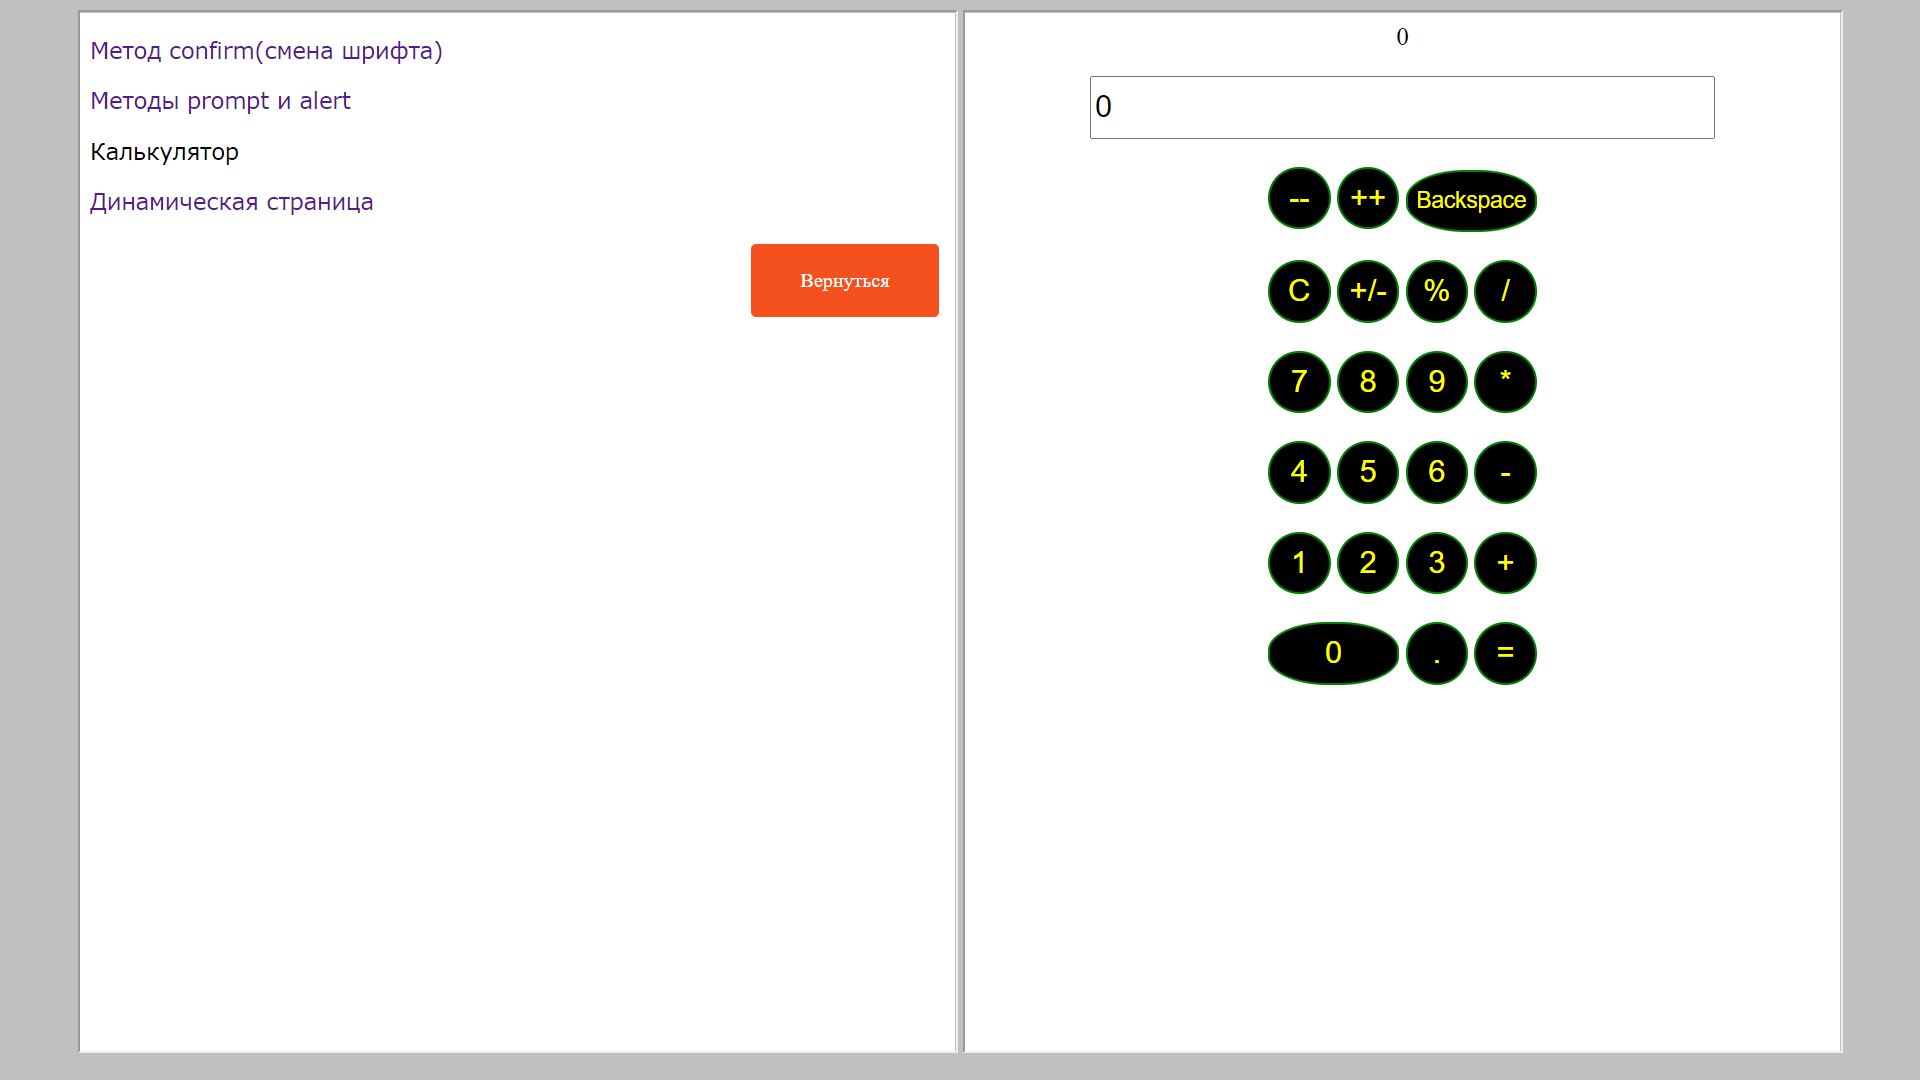 Метод confirm(смена шрифта)
Методы prompt и alert
Калькулятор
Динамическая страница
Вернуться
0
0
-- ++ Backspace
C +/- % /
7 8 9 *
4 5 6 -
1 2 3 +
0 . =